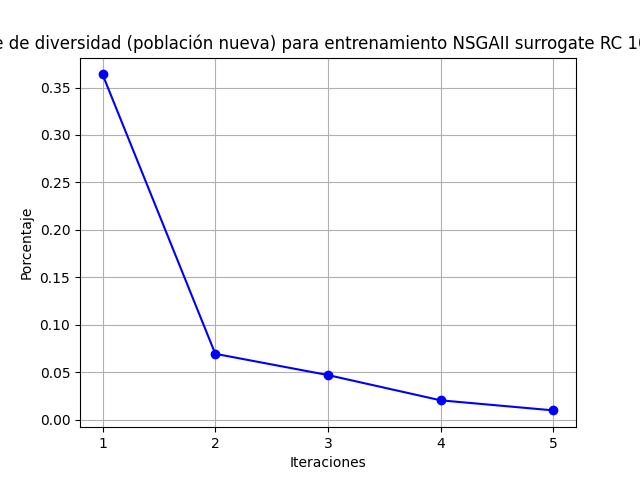 e de diversidad (población nueva) para entrenamiento NSGAII surrogate RC
0.35
0.30
0.25
0.20
0.15
0.10
0.05
0.00
Porcentaje
1 2 3 4 5
Iteraciones